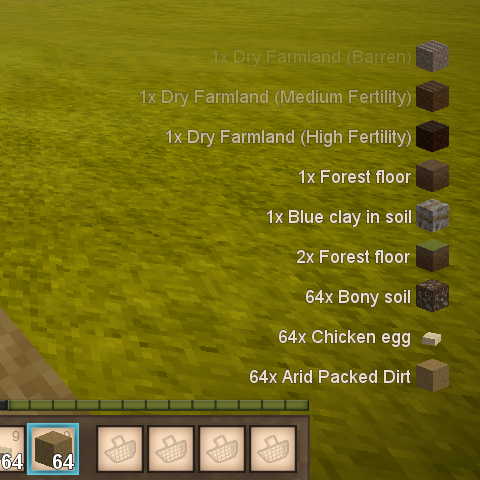 1x Dry Farmland (Barren)
1x Dry Farmland (Medium Fertility)
1x Dry Farmland (High Fertility)
1x Forest floor
1x Blue clay in soil
2x Forest floor
64x Bony soil
64x Chicken egg
64x Arid Packed Dirt
9
64
64